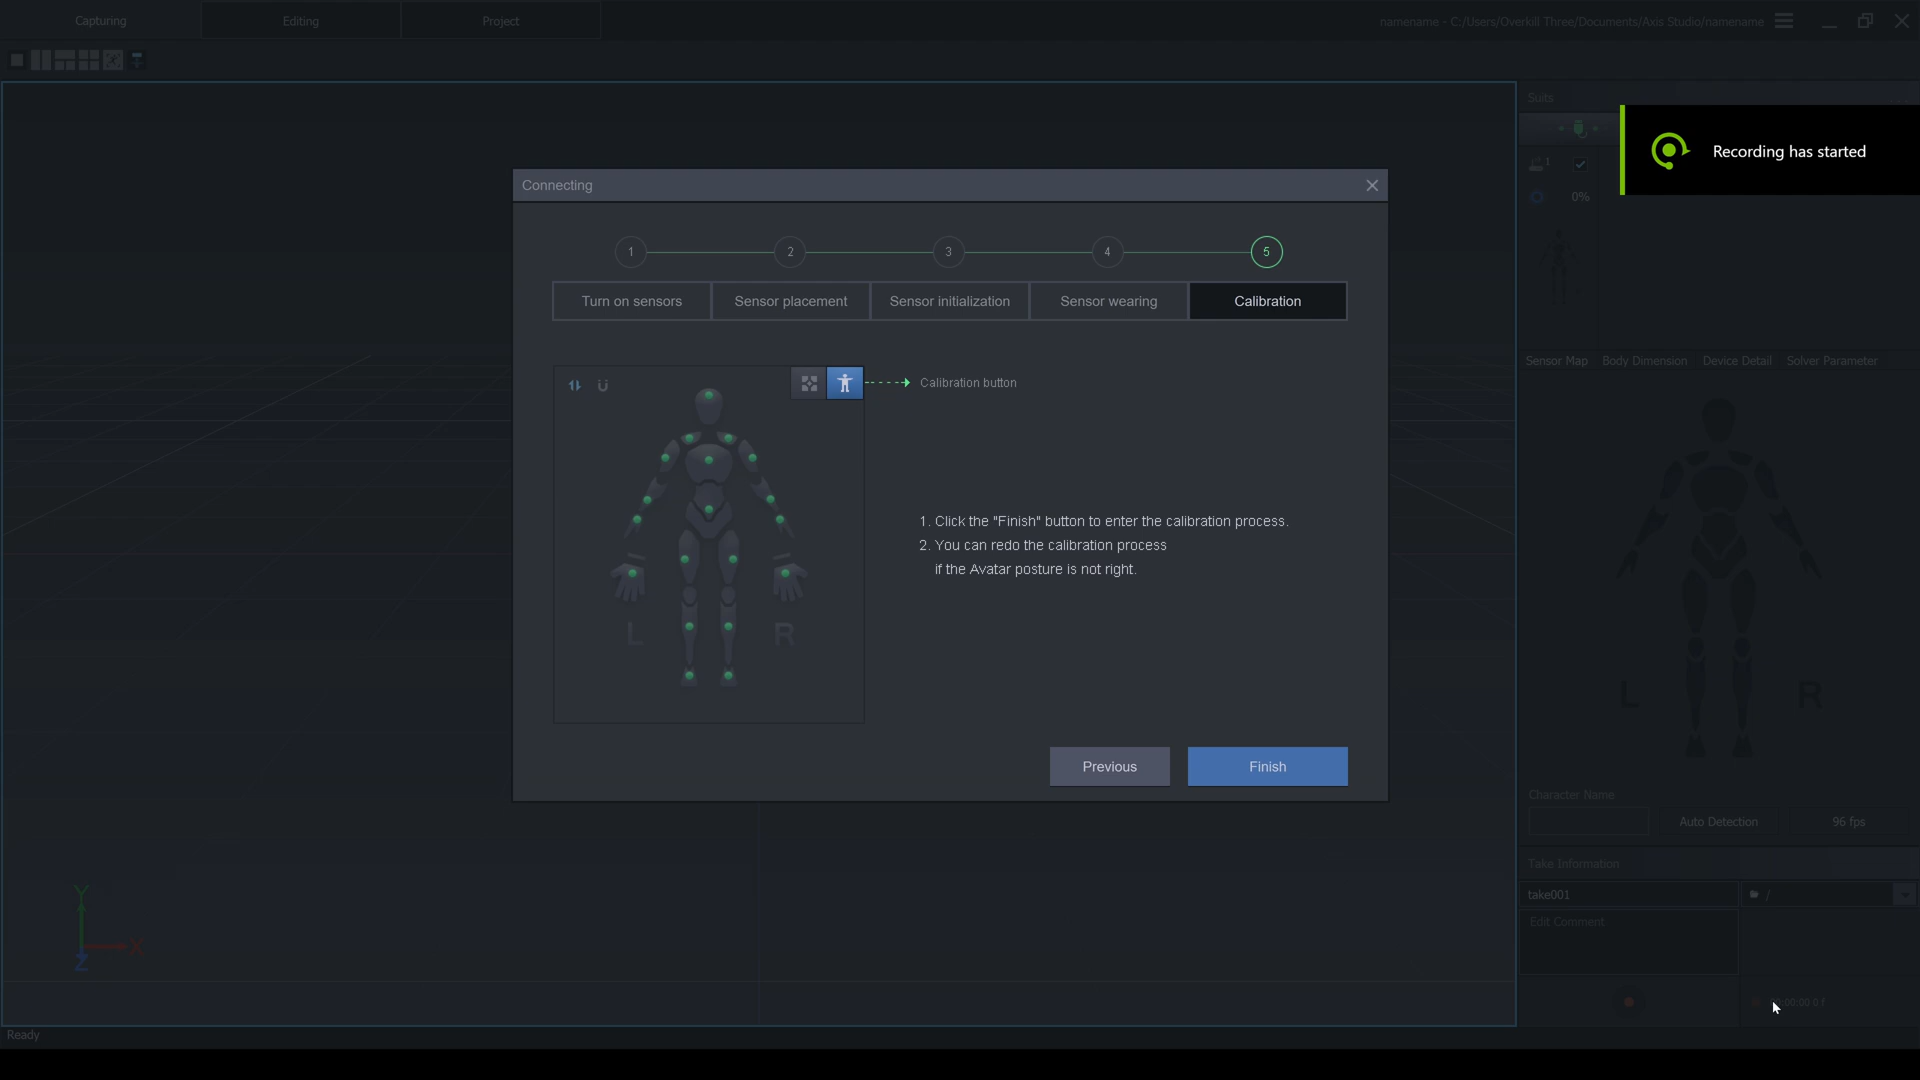 Capturing
Editing
Project
namename - C:/Users/Overkill Three/Documents/Axis Studio/namename
Suits
Recording has started
1
0%
Connecting
1
2
3
4
5
Turn on sensors
Sensor placement
Sensor initialization
Sensor wearing
Calibration
Sensor Map
Body Dimension
Device Detail
Solver Parameter
Calibration button
1. Click the "Finish" button to enter the calibration process.
2. You can redo the calibration process
if the Avatar posture is not right.
L
R
L
R
Previous
Finish
Character Name
Auto Detection
96 fps
Take Information
take001
/
Edit Comment
Y
X
Z
Ready